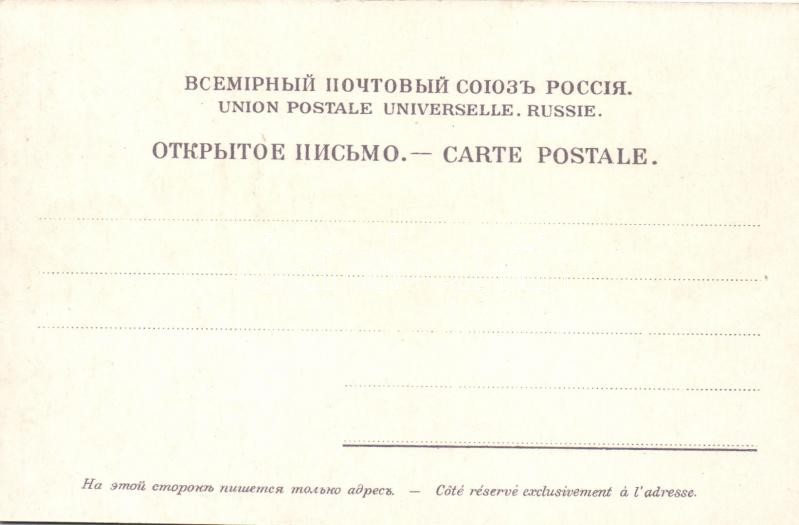 ВСЕМІРНЫЙ ПОЧТОВЫЙ СОЮЗЪ РОССІЯ.
UNION POSTALE UNIVERSELLE. RUSSIE.
ОТКРЫТОЕ ПИСЬМО.— CARTE POSTALE.
На этой сторонѣ пишется только адресъ. — Côté réservé exclusivement à l'adresse.